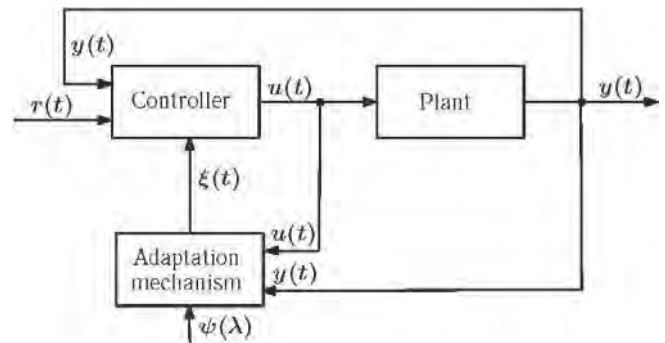 y(t)
Controller
u(t)
Plant
y(t)
r(t)
ξ(t)
Adaptation
mechanism
u(t)
y(t)
ψ(λ)